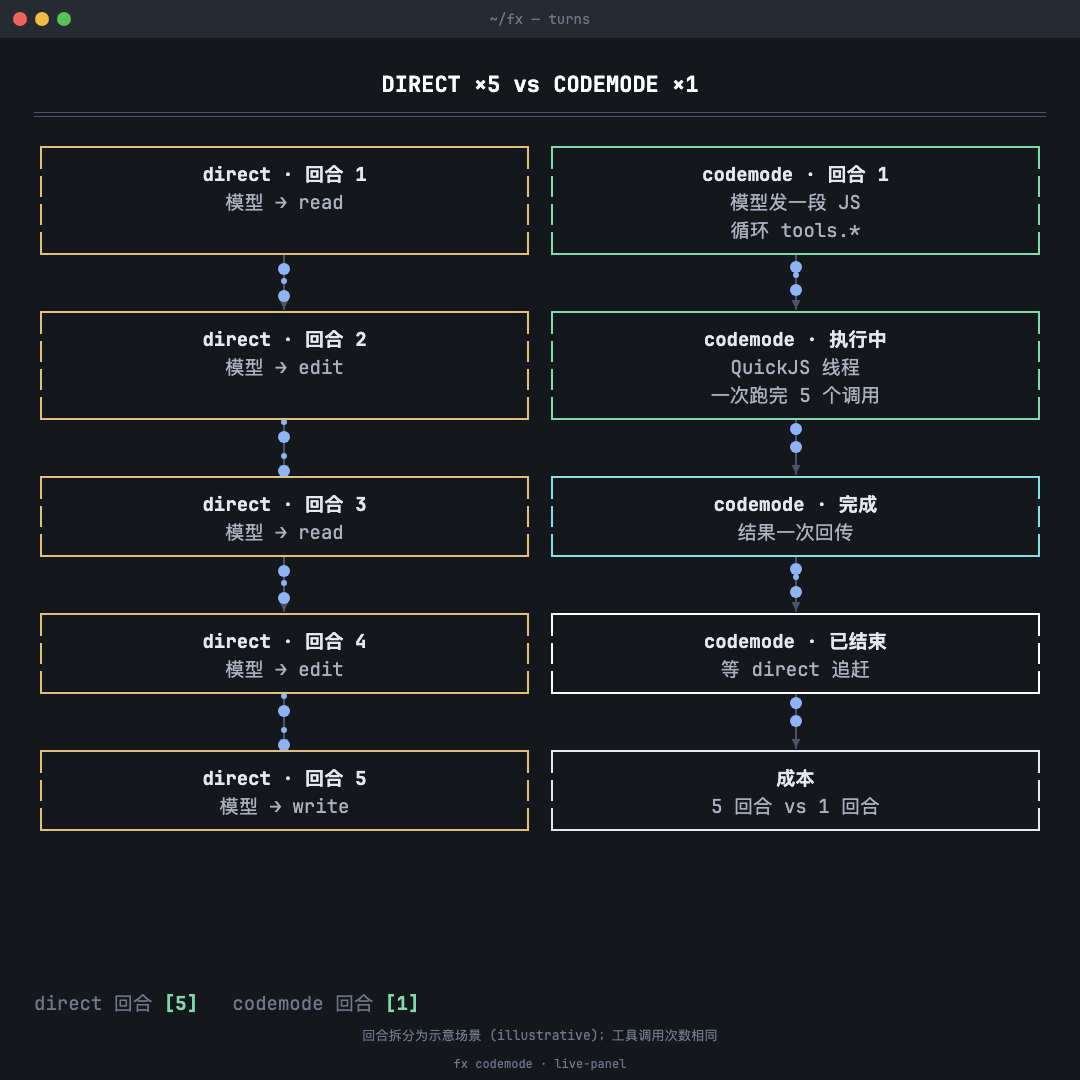 ~/fx — turns
DIRECT ×5 vs CODEMODE ×1
direct · 回合 1
模型 → read
direct · 回合 2
模型 → edit
direct · 回合 3
模型 → read
direct · 回合 4
模型 → edit
direct · 回合 5
模型 → write
codemode · 回合 1
模型发一段 JS
循环 tools.*
codemode · 执行中
QuickJS 线程
一次跑完 5 个调用
codemode · 完成
结果一次回传
codemode · 已结束
等 direct 追赶
成本
5 回合 vs 1 回合
direct 回合 [5] codemode 回合 [1]
回合拆分为示意场景 (illustrative); 工具调用次数相同
fx codemode · live-panel